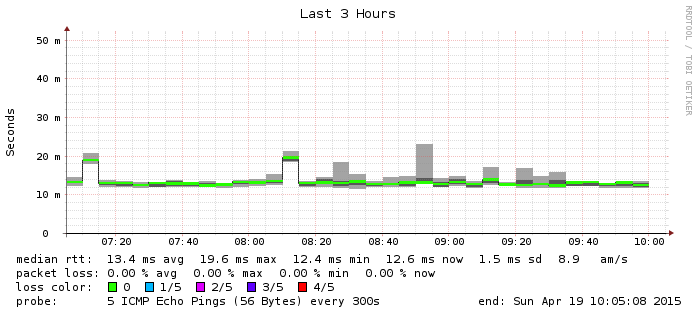 Last 3 Hours
RRDTOOL / TOBI OETIKER
Seconds
50 m
40 m
30 m
20 m
10 m
0
07:20 07:40 08:00 08:20 08:40 09:00 09:20 09:40 10:00
median rtt: 13.4 ms avg 19.6 ms max 12.4 ms min 12.6 ms now 1.5 ms sd 8.9 am/s
packet loss: 0.00 % avg 0.00 % max 0.00 % min 0.00 % now
loss color: 0 1/5 2/5 3/5 4/5
probe: 5 ICMP Echo Pings (56 Bytes) every 300s end: Sun Apr 19 10:05:08 2015